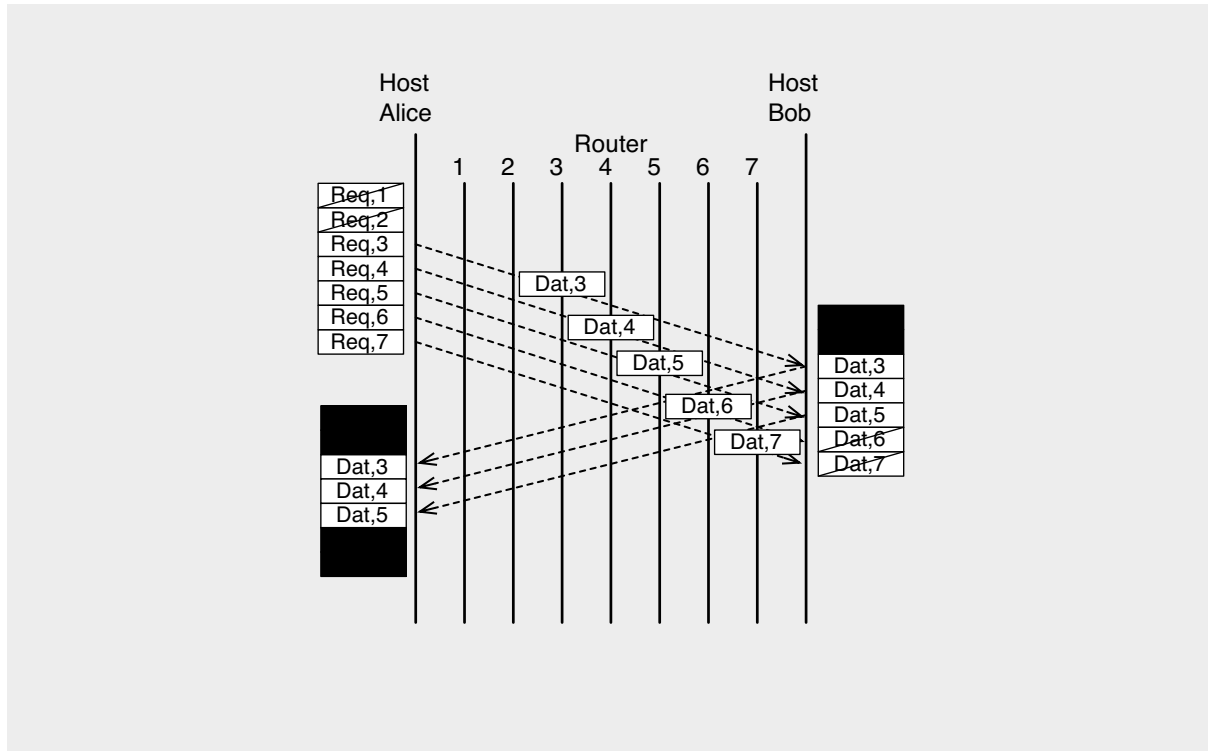 Host
Alice
Host
Bob
Router
1 2 3 4 5 6 7
Req,1
Req,2
Req,3
Req,4
Req,5
Req,6
Req,7
Dat,3
Dat,4
Dat,5
Dat,6
Dat,7
Dat,3
Dat,4
Dat,5
Dat,6
Dat,7
Dat,3
Dat,4
Dat,5